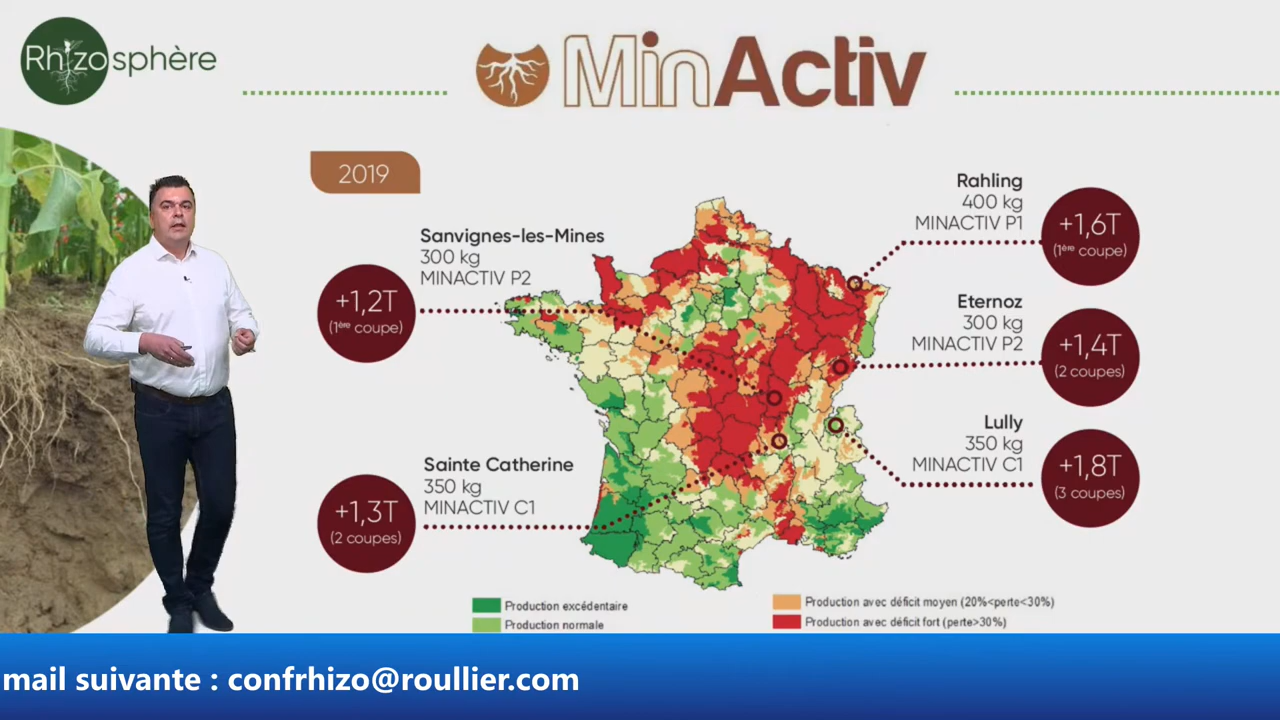 Rhizosphère
MinActiv
2019
Sanvignes-les-Mines
300 kg
MINACTIV P2
+1,2T
(1ère coupe)
Sainte Catherine
350 kg
MINACTIV C1
+1,3T
(2 coupes)
Rahling
400 kg
MINACTIV P1
+1,6T
(1ère coupe)
Eternoz
300 kg
MINACTIV P2
+1,4T
(2 coupes)
Lully
350 kg
MINACTIV C1
+1,8T
(3 coupes)
Production excédentaire
Production normale
Production avec déficit moyen (20%<perte<30%)
Production avec déficit fort (perte>30%)
mail suivante : confrhizo@roullier.com